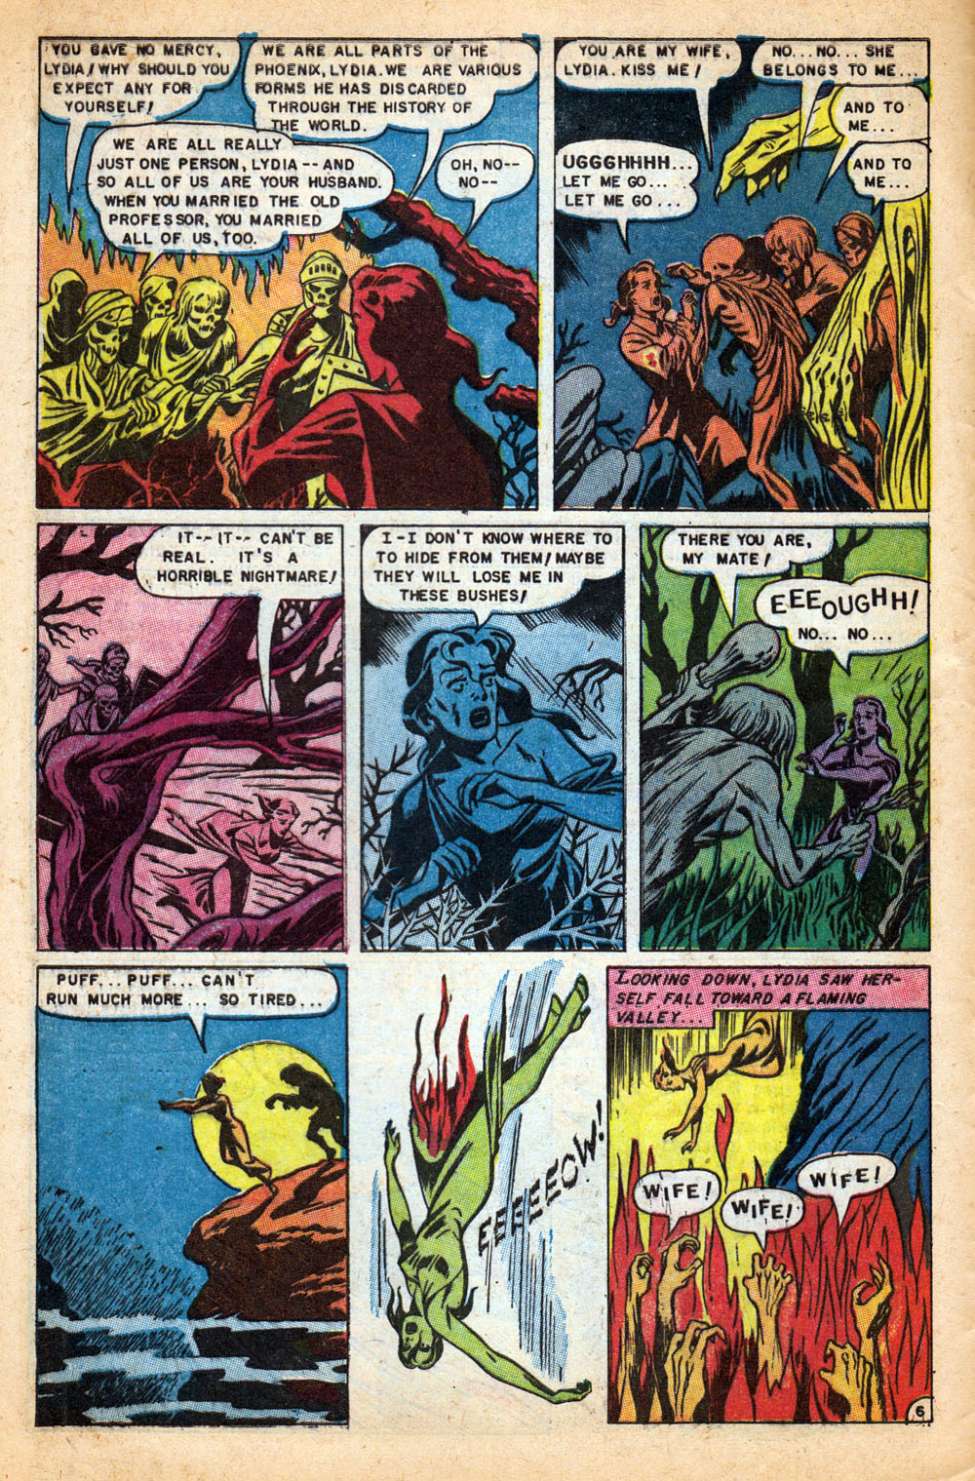 YOU GAVE NO MERCY,
LYDIA! WHY SHOULD YOU
EXPECT ANY FOR
YOURSELF!
WE ARE ALL PARTS OF THE
PHOENIX, LYDIA. WE ARE VARIOUS
FORMS HE HAS DISCARDED
THROUGH THE HISTORY OF
THE WORLD.
WE ARE ALL REALLY
JUST ONE PERSON, LYDIA -- AND
SO ALL OF US ARE YOUR HUSBAND.
WHEN YOU MARRIED THE OLD
PROFESSOR, YOU MARRIED
ALL OF US, TOO.
OH, NO--
NO--
YOU ARE MY WIFE,
LYDIA. KISS ME!
NO... NO... SHE
BELONGS TO ME...
AND TO
ME...
AND TO
ME...
UGGGHHHH...
LET ME GO...
LET ME GO...
IT-- IT-- CAN'T BE
REAL. IT'S A
HORRIBLE NIGHTMARE!
I-I DON'T KNOW WHERE TO
TO HIDE FROM THEM! MAYBE
THEY WILL LOSE ME IN
THESE BUSHES!
THERE YOU ARE,
MY MATE!
EEEOUGHH!
NO... NO...
PUFF... PUFF... CAN'T
RUN MUCH MORE... SO TIRED...
EEEEEOW!
LOOKING DOWN, LYDIA SAW HER-
SELF FALL TOWARD A FLAMING
VALLEY...
WIFE!
WIFE!
WIFE!
6